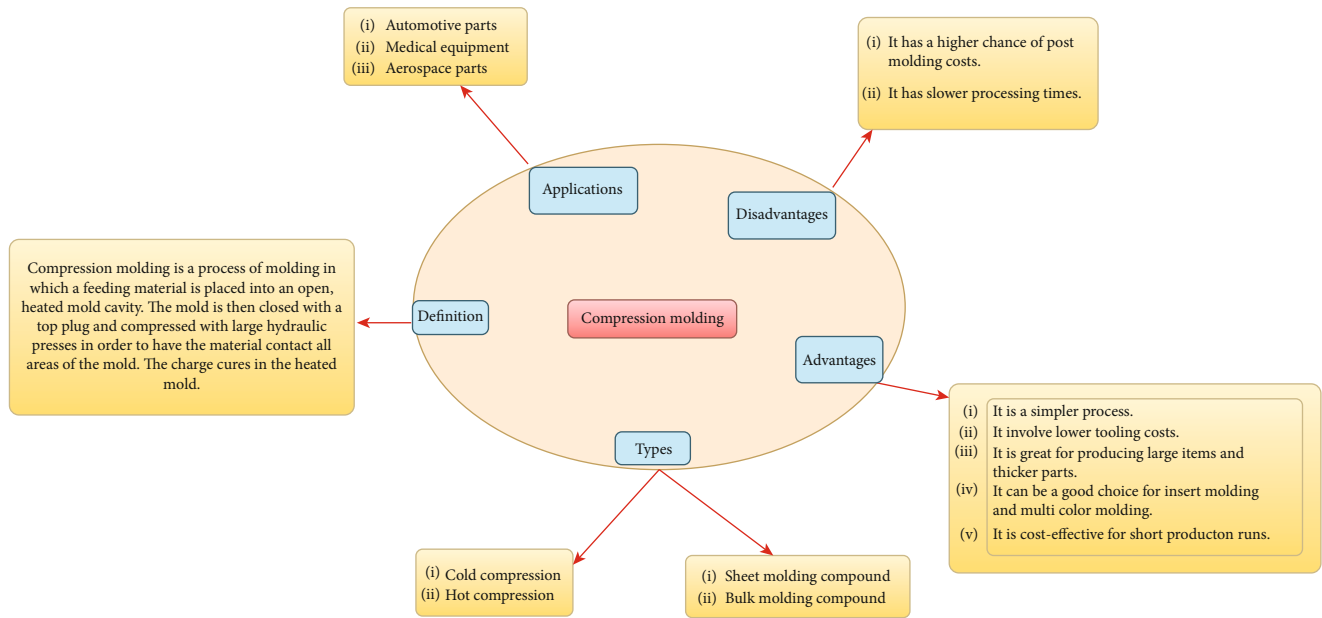 (i) Automotive parts
(ii) Medical equipment
(iii) Aerospace parts
(i) It has a higher chance of post
molding costs.
(ii) It has slower processing times.
Applications
Disadvantages
Compression molding is a process of molding in
which a feeding material is placed into an open,
heated mold cavity. The mold is then closed with a
top plug and compressed with large hydraulic
presses in order to have the material contact all
areas of the mold. The charge cures in the heated
mold.
Definition
Compression molding
Advantages
(i) It is a simpler process.
(ii) It involve lower tooling costs.
(iii) It is great for producing large items and
thicker parts.
(iv) It can be a good choice for insert molding
and multi color molding.
(v) It is cost-effective for short producton runs.
Types
(i) Cold compression
(ii) Hot compression
(i) Sheet molding compound
(ii) Bulk molding compound